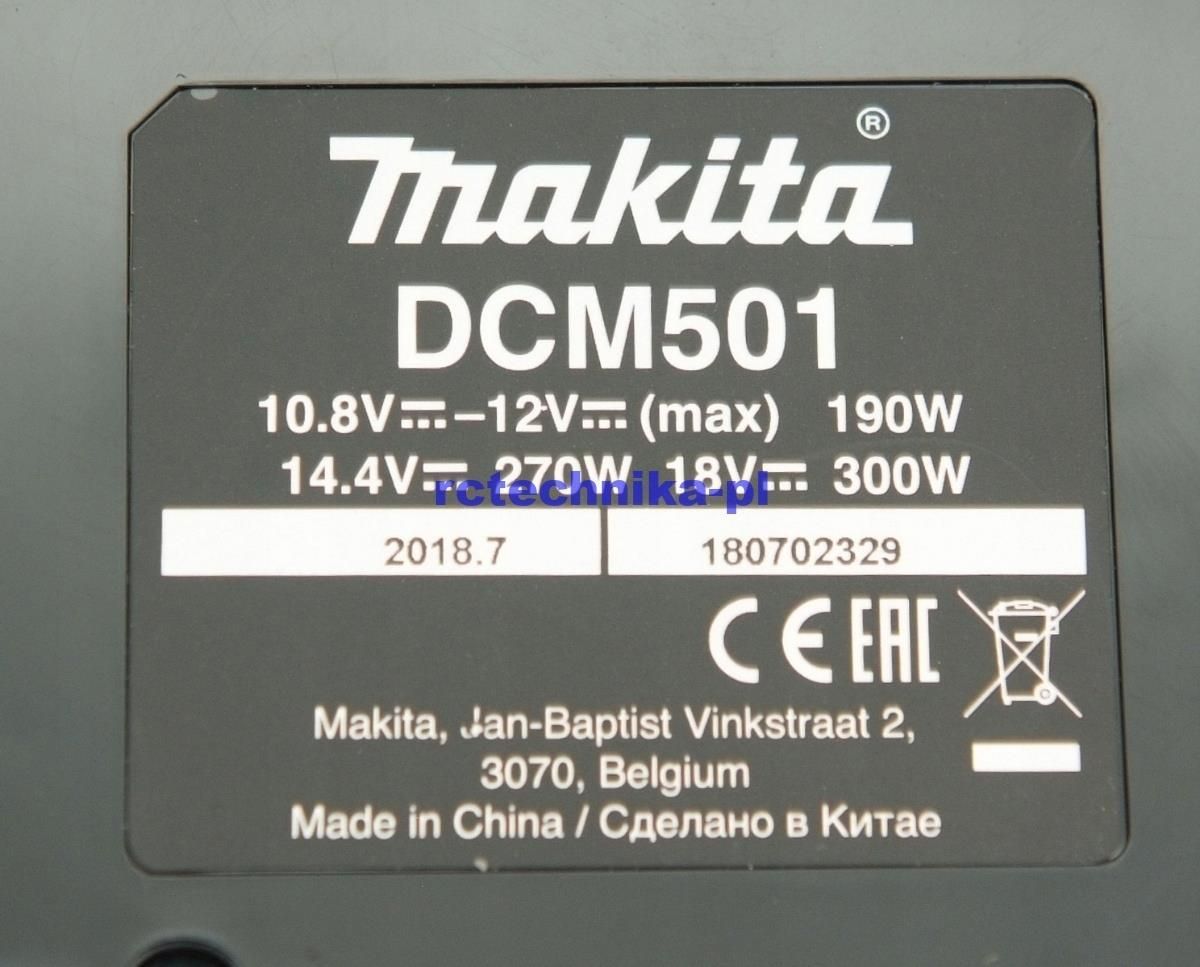 makita®
DCM501
10.8V⎓–12V⎓(max) 190W
14.4V⎓ 270W 18V⎓ 300W
rctechnika-pl
2018.7 180702329
CE EAC
Makita, Jan-Baptist Vinkstraat 2,
3070, Belgium
Made in China / Сделано в Китае